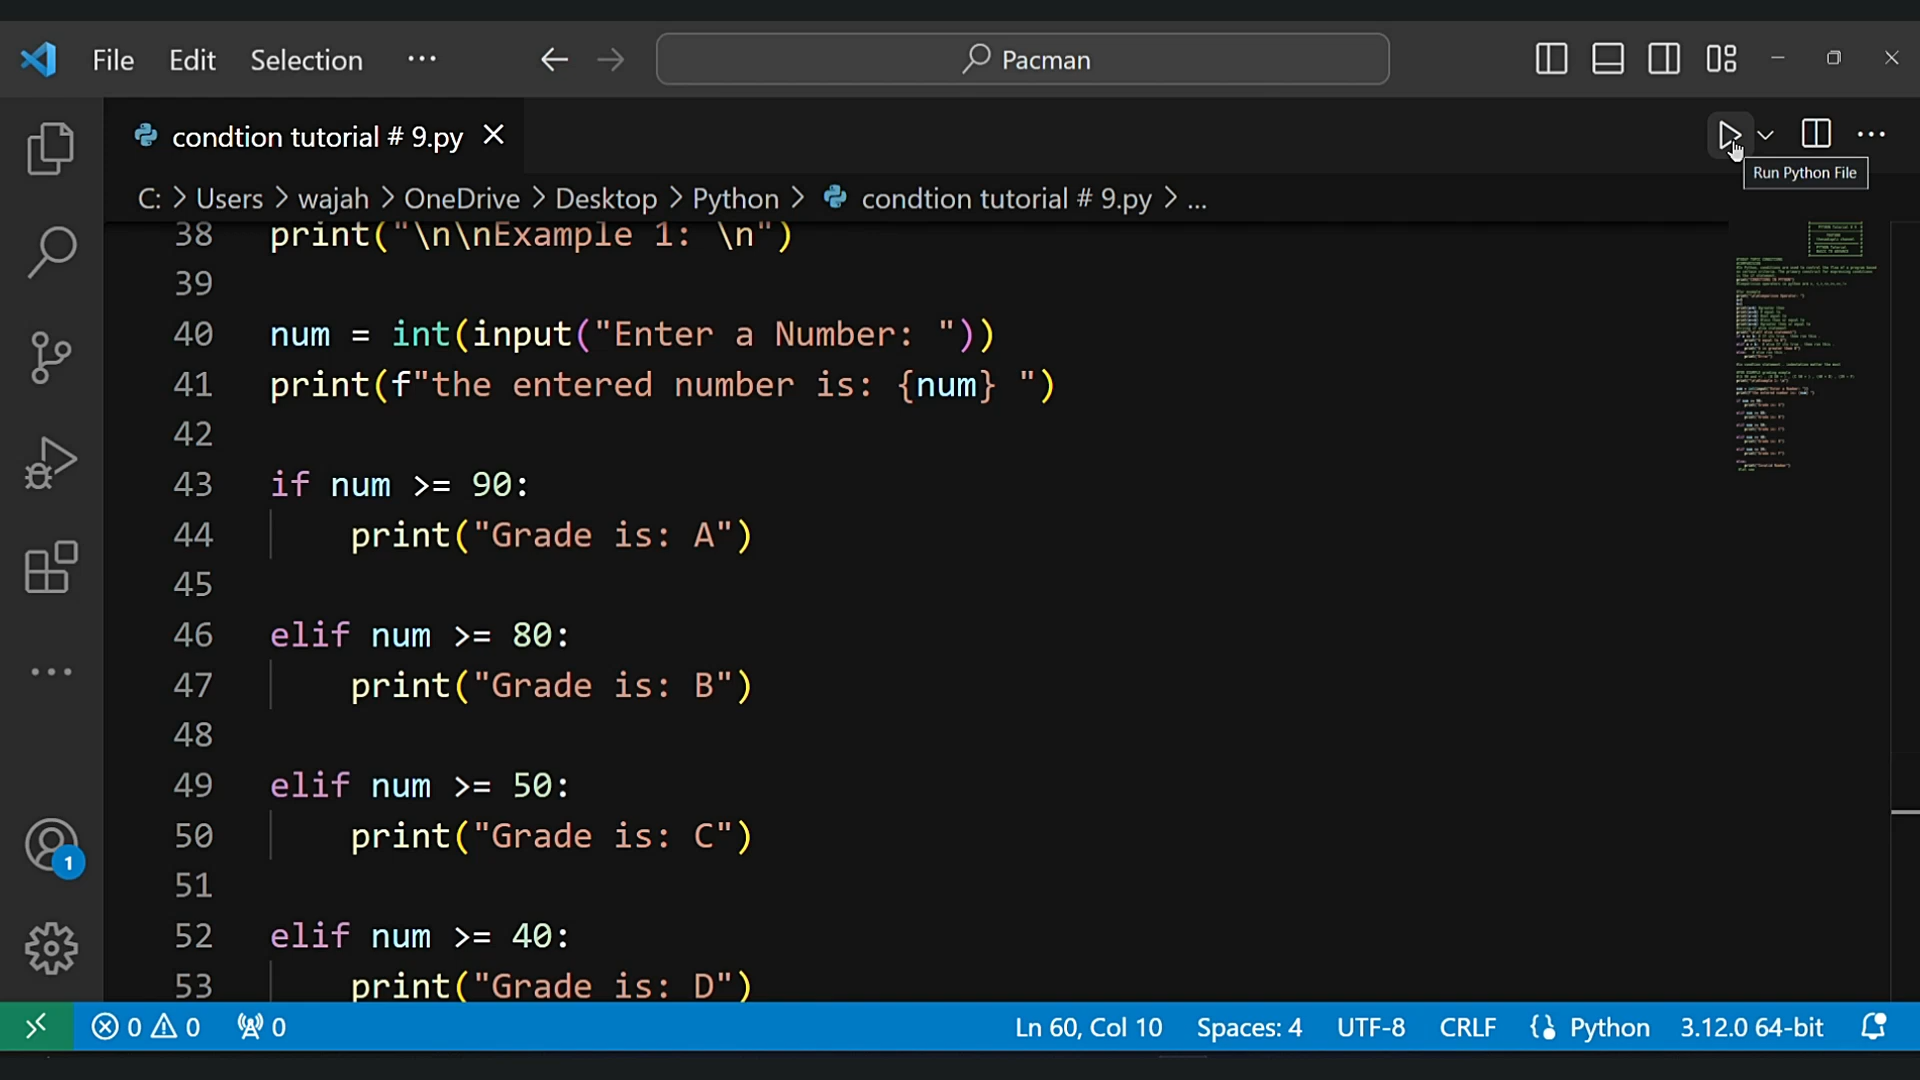 File Edit Selection ···
Pacman
condtion tutorial # 9.py
Run Python File
C: > Users > wajah > OneDrive > Desktop > Python > condtion tutorial # 9.py > ...
38 print("\n\nExample 1: \n")
39
40 num = int(input("Enter a Number: "))
41 print(f"the entered number is: {num} ")
42
43 if num >= 90:
44 print("Grade is: A")
45
46 elif num >= 80:
47 print("Grade is: B")
48
49 elif num >= 50:
50 print("Grade is: C")
51
52 elif num >= 40:
53 print("Grade is: D")
1
0 0 0 Ln 60, Col 10 Spaces: 4 UTF-8 CRLF Python 3.12.0 64-bit